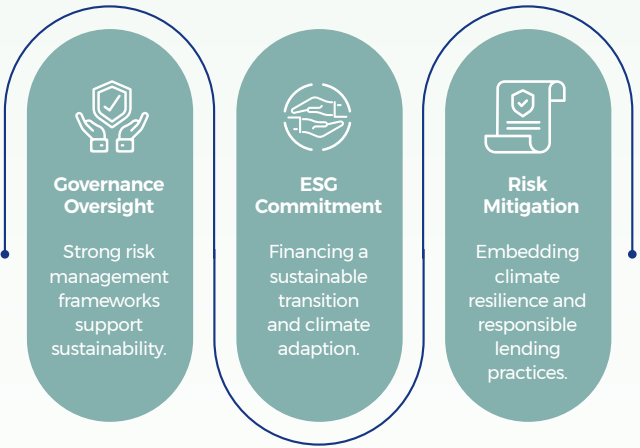 Governance
Oversight
Strong risk
management
frameworks
support
sustainability.
ESG
Commitment
Financing a
sustainable
transition
and climate
adaption.
Risk
Mitigation
Embedding
climate
resilience and
responsible
lending
practices.